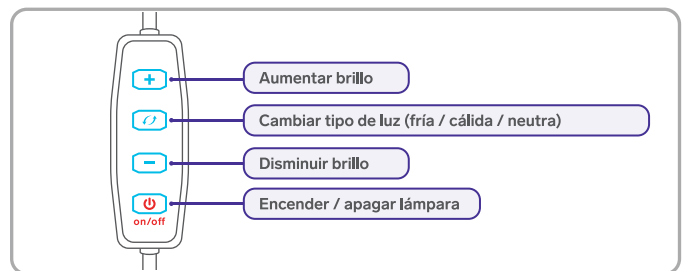 Aumentar brillo
Cambiar tipo de luz (fría / cálida / neutra)
Disminuir brillo
Encender / apagar lámpara
on/off